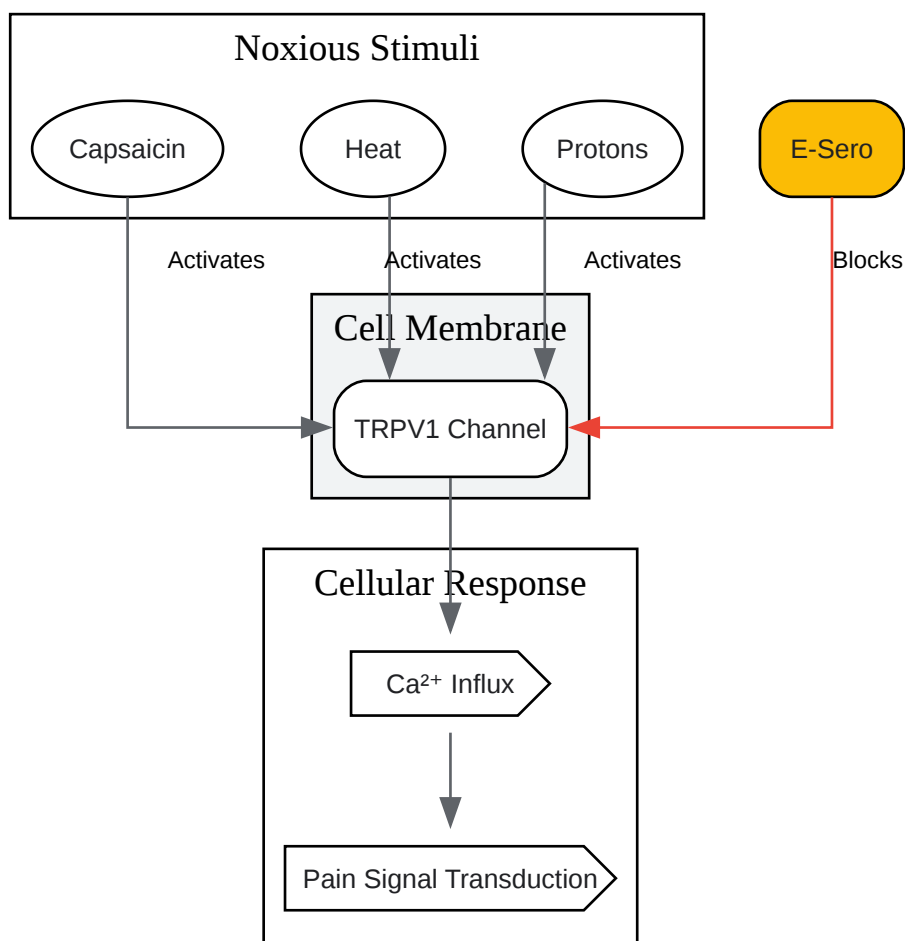 Noxious Stimuli
Capsaicin
Heat
Protons
E-Sero
Activates
Activates
Activates
Blocks
Cell Membrane
TRPV1 Channel
Cellular Response
Ca²⁺ Influx
Pain Signal Transduction